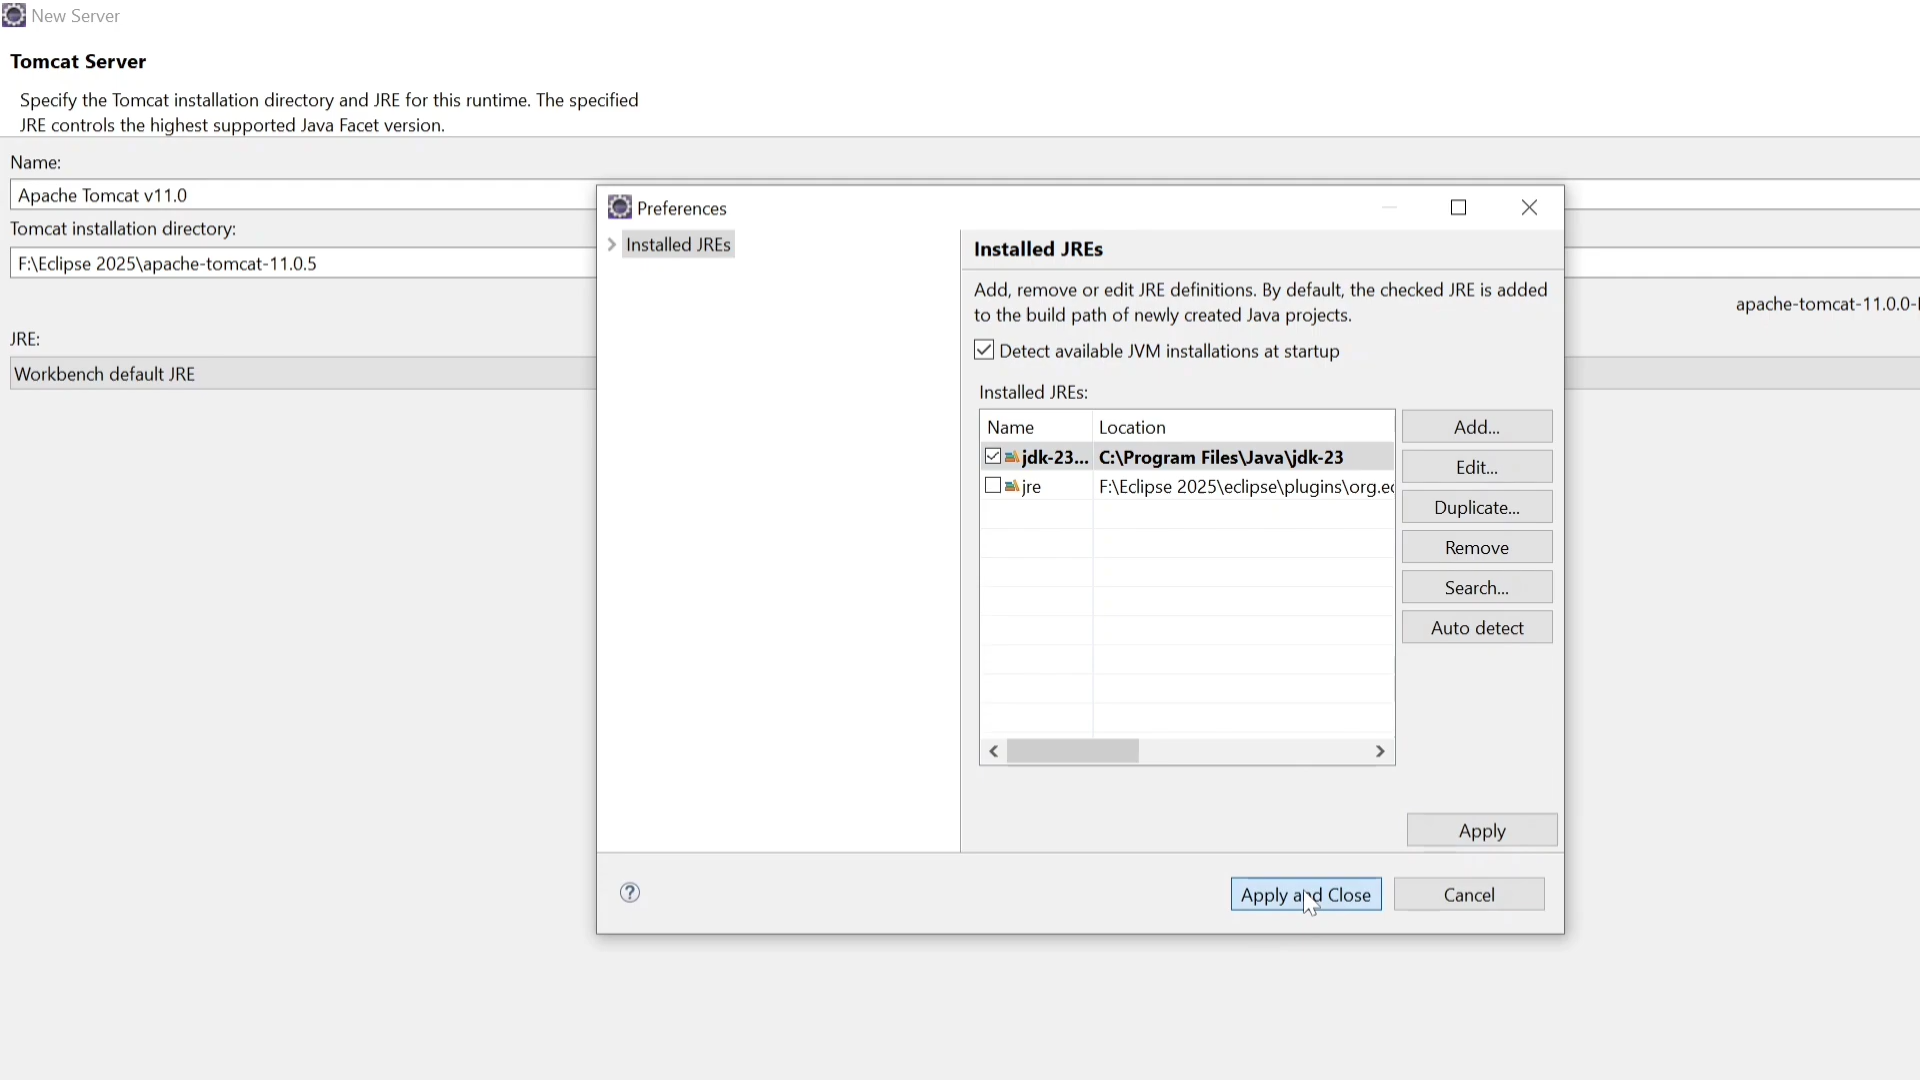 New Server
Tomcat Server
Specify the Tomcat installation directory and JRE for this runtime. The specified
JRE controls the highest supported Java Facet version.
Name:
Apache Tomcat v11.0
Tomcat installation directory:
F:\Eclipse 2025\apache-tomcat-11.0.5
apache-tomcat-11.0.0-
JRE:
Workbench default JRE
Preferences
Installed JREs
Installed JREs
Add, remove or edit JRE definitions. By default, the checked JRE is added
to the build path of newly created Java projects.
Detect available JVM installations at startup
Installed JREs:
Name Location
jdk-23... C:\Program Files\Java\jdk-23
jre F:\Eclipse 2025\eclipse\plugins\org.ec
Add...
Edit...
Duplicate...
Remove
Search...
Auto detect
Apply
? Apply and Close Cancel